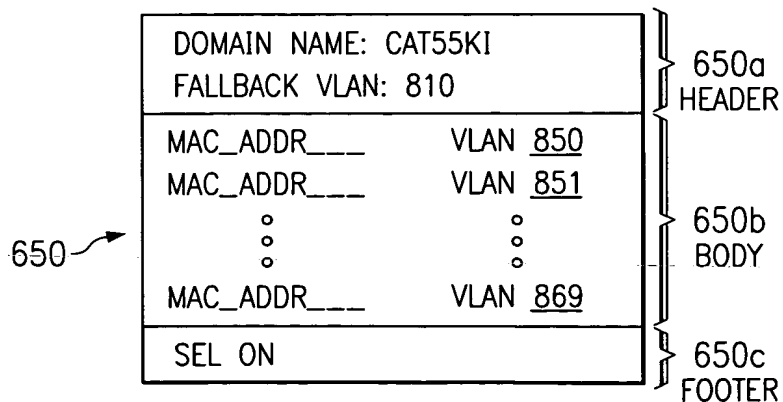 DOMAIN NAME: CAT55KI
FALLBACK VLAN: 810
650a
HEADER
MAC_ADDR___ VLAN 850
MAC_ADDR___ VLAN 851
650
650b
BODY
MAC_ADDR___ VLAN 869
SEL ON
650c
FOOTER